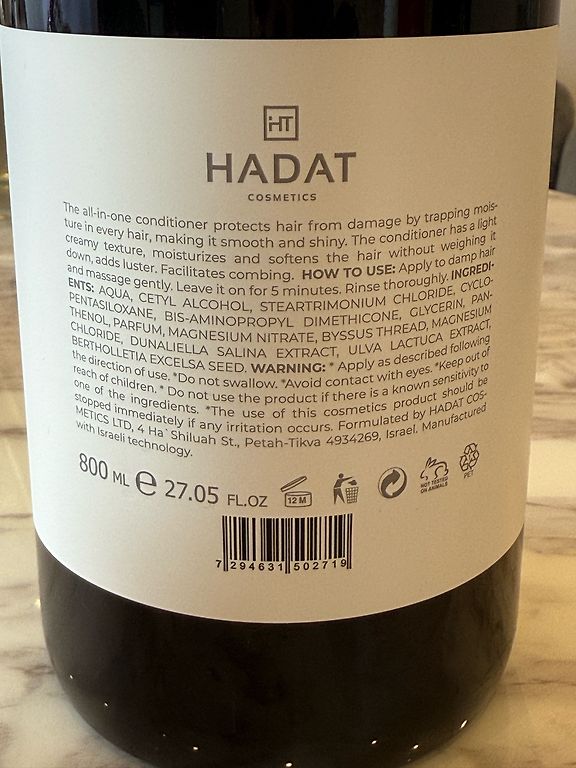 HT
HADAT
COSMETICS
The all-in-one conditioner protects hair from damage by trapping mois-
ture in every hair, making it smooth and shiny. The conditioner has a light
creamy texture, moisturizes and softens the hair without weighing it
down, adds luster. Facilitates combing. HOW TO USE: Apply to damp hair
and massage gently. Leave it on for 5 minutes. Rinse thoroughly. INGREDI-
ENTS: AQUA, CETYL ALCOHOL, STEARTRIMONIUM CHLORIDE, CYCLO-
PENTASILOXANE, BIS-AMINOPROPYL DIMETHICONE, GLYCERIN, PAN-
THENOL, PARFUM, MAGNESIUM NITRATE, BYSSUS THREAD, MAGNESIUM
CHLORIDE, DUNALIELLA SALINA EXTRACT, ULVA LACTUCA EXTRACT,
BERTHOLLETIA EXCELSA SEED. WARNING: * Apply as described following
the direction of use. *Do not swallow. *Avoid contact with eyes. *Keep out of
reach of children. * Do not use the product if there is a known sensitivity to
one of the ingredients. *The use of this cosmetics product should be
stopped immediately if any irritation occurs. Formulated by HADAT COS-
METICS LTD, 4 Ha`Shiluah St., Petah-Tikva 4934269, Israel. Manufactured
with Israeli technology.
800 ML e 27.05 FL.OZ
12 M
NOT TESTED
ON ANIMALS
PET
7 294631 502719